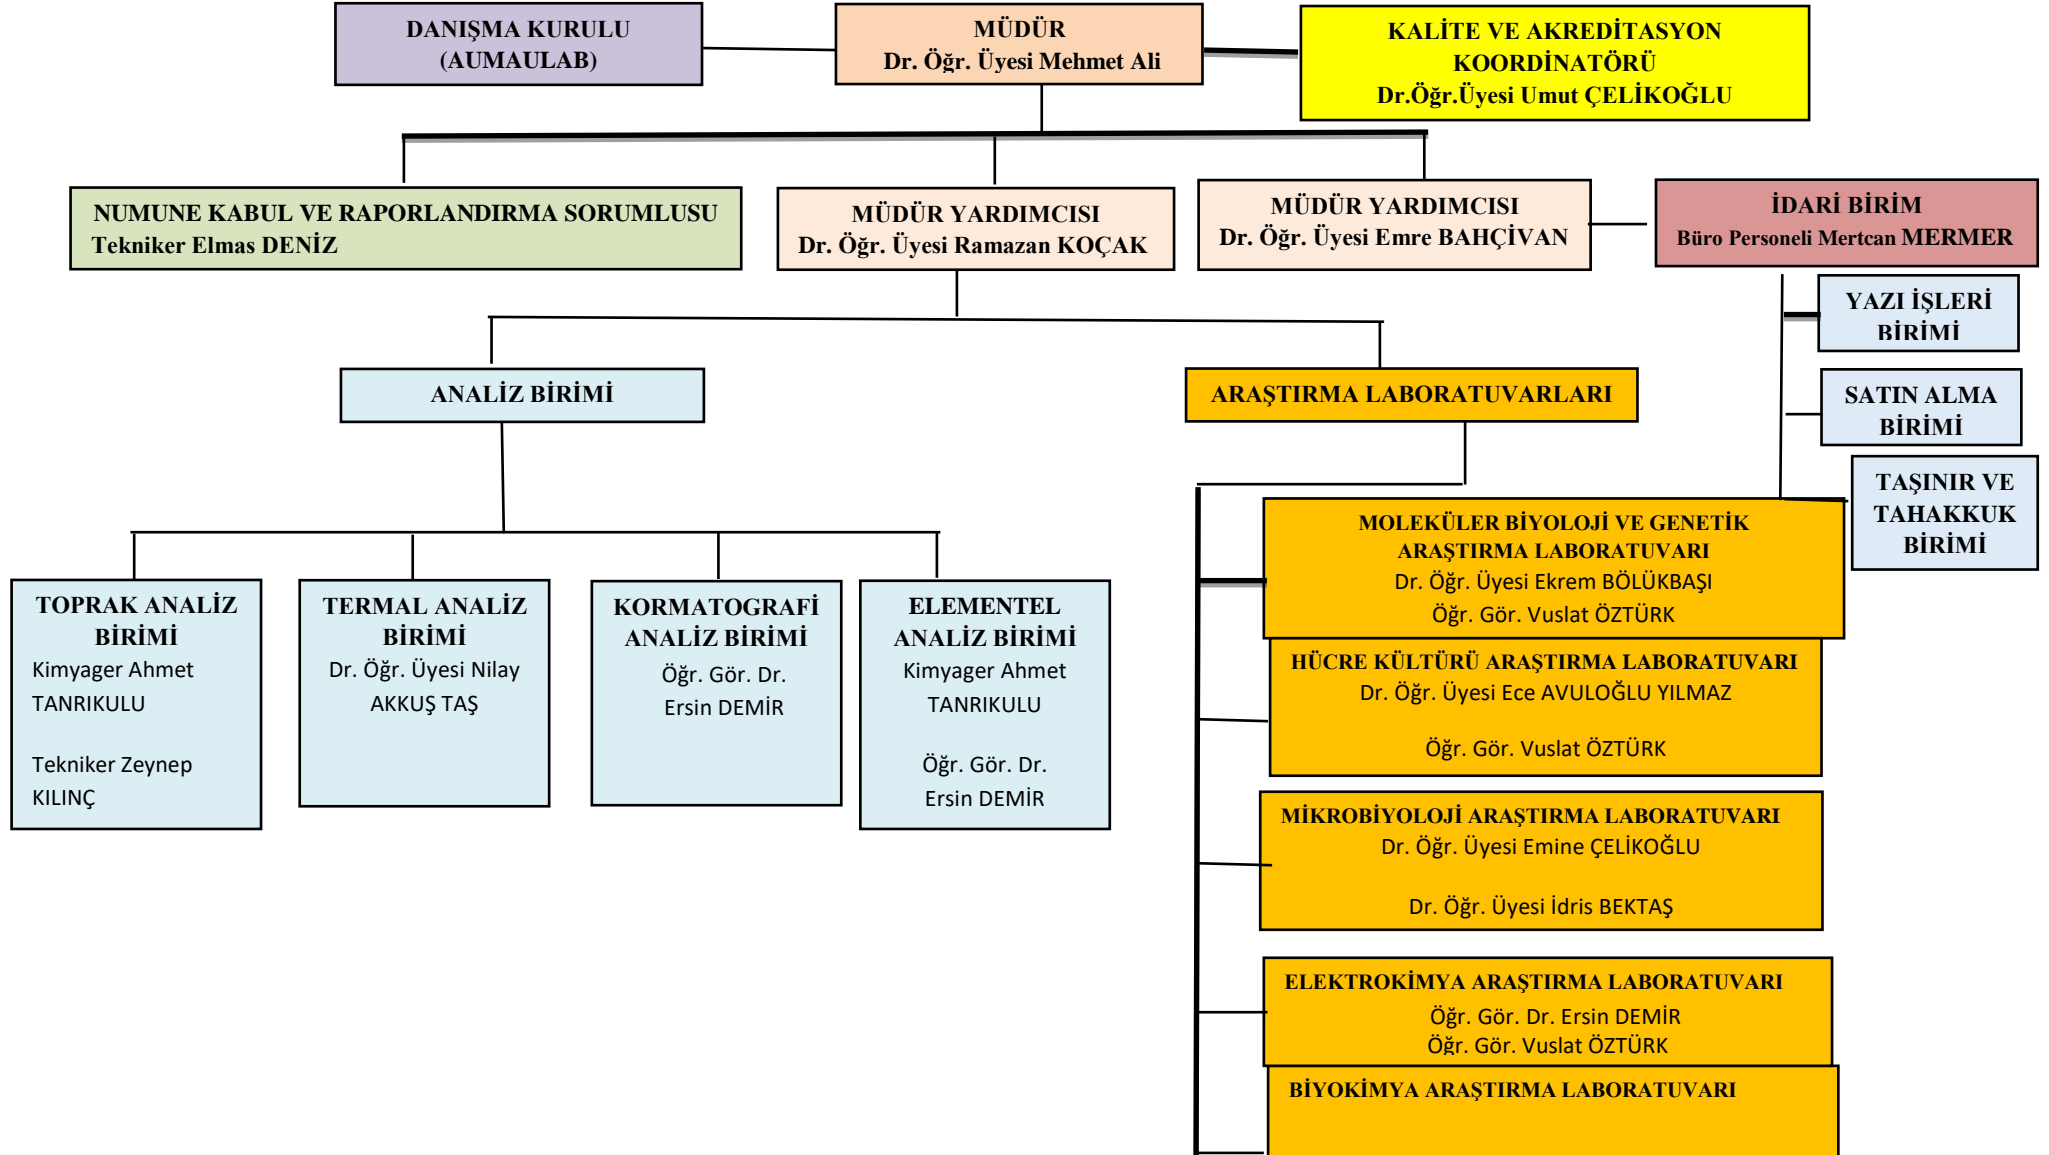 DANIŞMA KURULU
(AUMAULAB)
MÜDÜR
Dr. Öğr. Üyesi Mehmet Ali
KALİTE VE AKREDİTASYON
KOORDİNATÖRÜ
Dr.Öğr.Üyesi Umut ÇELİKOĞLU
NUMUNE KABUL VE RAPORLANDIRMA SORUMLUSU
Tekniker Elmas DENİZ
MÜDÜR YARDIMCISI
Dr. Öğr. Üyesi Ramazan KOÇAK
MÜDÜR YARDIMCISI
Dr. Öğr. Üyesi Emre BAHÇİVAN
İDARİ BİRİM
Büro Personeli Mertcan MERMER
YAZI İŞLERİ
BİRİMİ
SATIN ALMA
BİRİMİ
TAŞINIR VE
TAHAKKUK
BİRİMİ
ANALİZ BİRİMİ
ARAŞTIRMA LABORATUVARLARI
TOPRAK ANALİZ
BİRİMİ
Kimyager Ahmet
TANRIKULU
Tekniker Zeynep
KILINÇ
TERMAL ANALİZ
BİRİMİ
Dr. Öğr. Üyesi Nilay
AKKUŞ TAŞ
KORMATOGRAFİ
ANALİZ BİRİMİ
Öğr. Gör. Dr.
Ersin DEMİR
ELEMENTEL
ANALİZ BİRİMİ
Kimyager Ahmet
TANRIKULU
Öğr. Gör. Dr.
Ersin DEMİR
MOLEKÜLER BİYOLOJİ VE GENETİK
ARAŞTIRMA LABORATUVARI
Dr. Öğr. Üyesi Ekrem BÖLÜKBAŞI
Öğr. Gör. Vuslat ÖZTÜRK
HÜCRE KÜLTÜRÜ ARAŞTIRMA LABORATUVARI
Dr. Öğr. Üyesi Ece AVULOĞLU YILMAZ
Öğr. Gör. Vuslat ÖZTÜRK
MİKROBİYOLOJİ ARAŞTIRMA LABORATUVARI
Dr. Öğr. Üyesi Emine ÇELİKOĞLU
Dr. Öğr. Üyesi İdris BEKTAŞ
ELEKTROKİMYA ARAŞTIRMA LABORATUVARI
Öğr. Gör. Dr. Ersin DEMİR
Öğr. Gör. Vuslat ÖZTÜRK
BİYOKİMYA ARAŞTIRMA LABORATUVARI